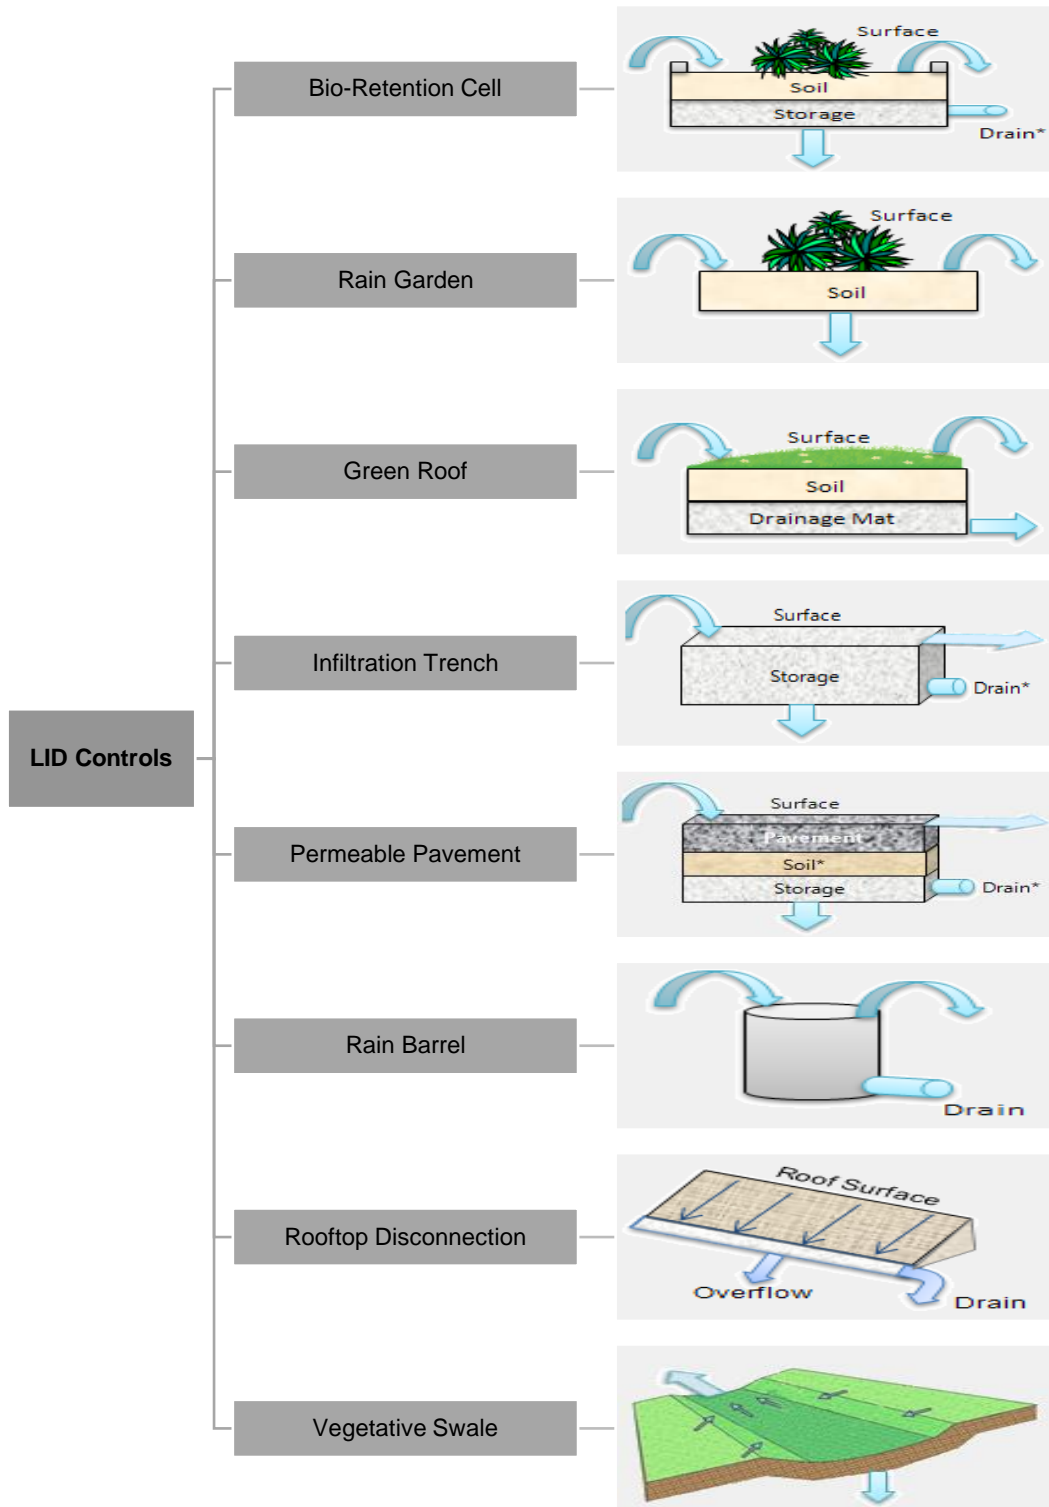 Surface
Bio-Retention Cell
Soil
Storage
Drain*
Surface
Rain Garden
Soil
Surface
Green Roof
Soil
Drainage Mat
Surface
Infiltration Trench
Storage
Drain*
LID Controls
Surface
Pavement
Permeable Pavement
Soil*
Storage
Drain*
Rain Barrel
Drain
Roof Surface
Rooftop Disconnection
Overflow
Drain
Vegetative Swale